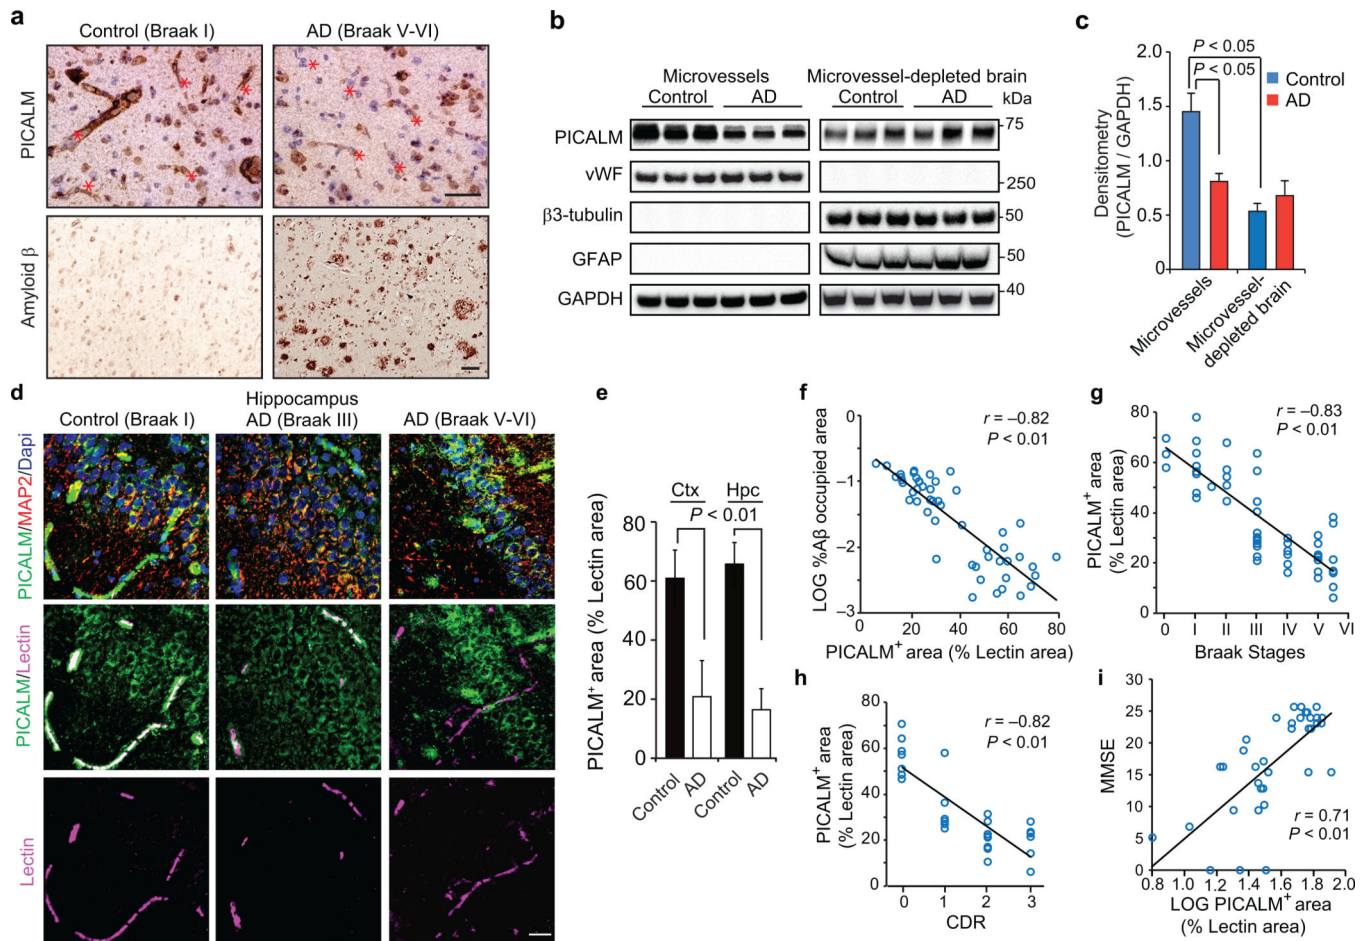 a
Control (Braak I)
AD (Braak V-VI)
PICALM
Amyloid β
b
Microvessels
Microvessel-depleted brain
Control
AD
Control
AD
kDa
PICALM
75
vWF
250
β3-tubulin
50
GFAP
50
GAPDH
40
c
P < 0.05
P < 0.05
Control
AD
Densitometry
(PICALM / GAPDH)
2.0
1.5
1.0
0.5
0
Microvessels
Microvessel-
depleted brain
d
Hippocampus
Control (Braak I)
AD (Braak III)
AD (Braak V-VI)
PICALM/MAP2/Dapi
PICALM/Lectin
Lectin
e
Ctx
Hpc
P < 0.01
PICALM+ area (% Lectin area)
80
60
40
20
0
Control
AD
Control
AD
f
r = –0.82
P < 0.01
LOG %Aβ occupied area
0
–1
–2
–3
0
20
40
60
80
PICALM+ area (% Lectin area)
g
r = –0.83
P < 0.01
PICALM+ area
(% Lectin area)
80
60
40
20
0
0
I
II
III
IV
V
VI
Braak Stages
h
r = –0.82
P < 0.01
PICALM+ area
(% Lectin area)
80
60
40
20
0
0
1
2
3
CDR
i
MMSE
30
25
20
15
10
5
0
r = 0.71
P < 0.01
0.8
1.0
1.2
1.4
1.6
1.8
2.0
LOG PICALM+ area
(% Lectin area)